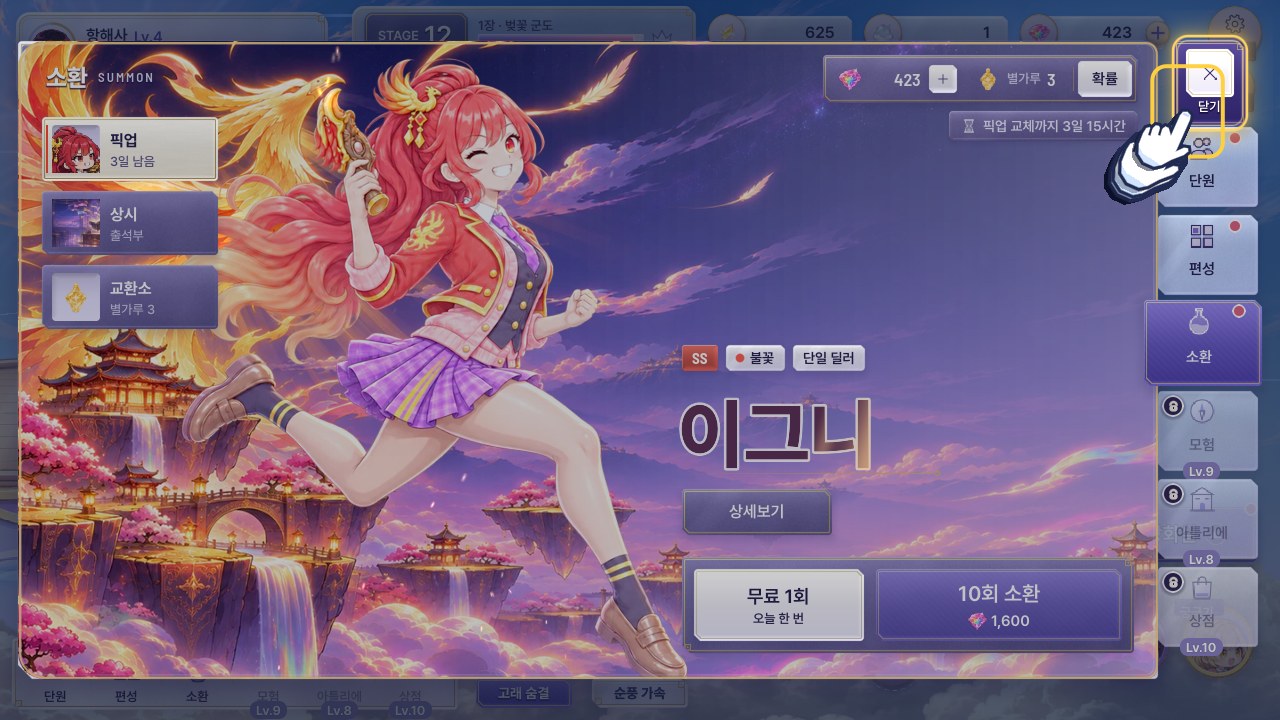 항해사 Lv.4
STAGE 12
1장 · 벚꽃 군도
625
1
423
소환 SUMMON
423
별가루 3
확률
닫기
픽업 교체까지 3일 15시간
픽업
3일 남음
상시
출석부
교환소
별가루 3
단원
편성
소환
모험
Lv.9
아틀리에
Lv.8
상점
Lv.10
SS
불꽃
단일 딜러
이그니
상세보기
무료 1회
오늘 한 번
10회 소환
1,600
단원
편성
소환
모험
Lv.9
아틀리에
Lv.8
상점
Lv.10
고래 숨결
순풍 가속